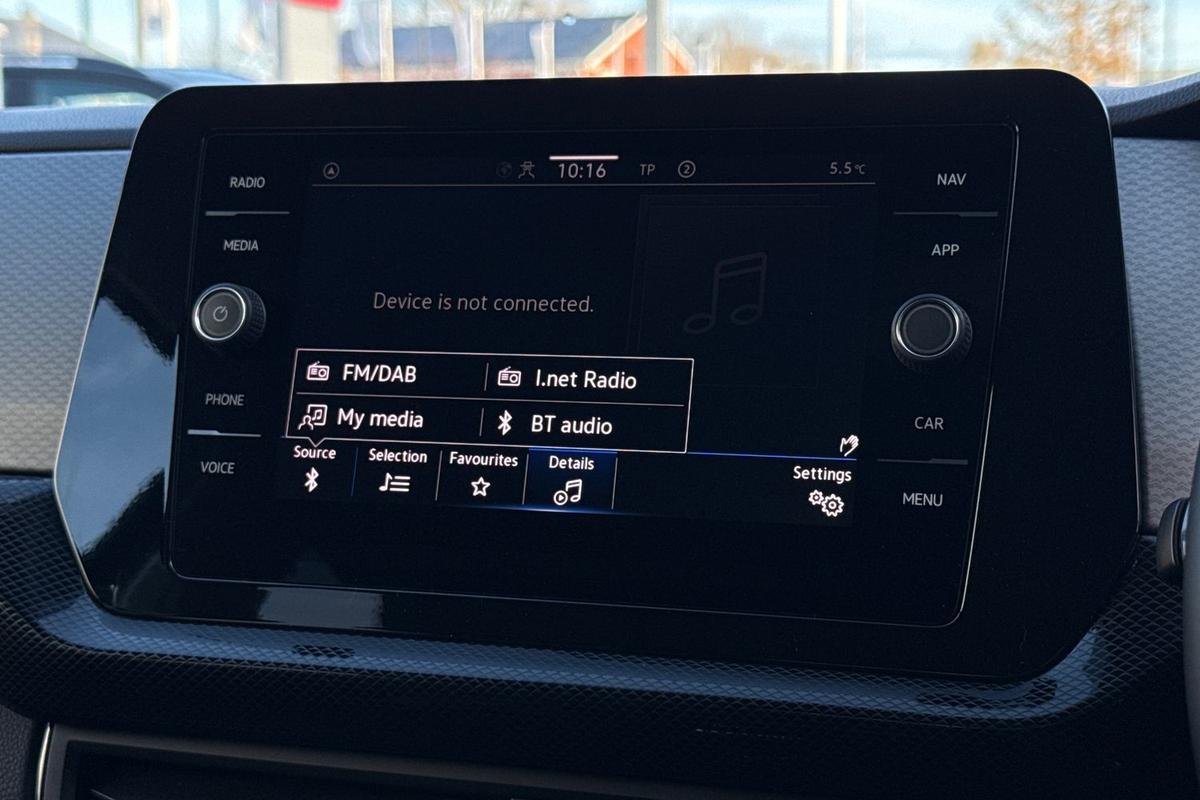 RADIO
MEDIA
PHONE
VOICE
10:16 TP 2 5.5°C
Device is not connected.
FM/DAB I.net Radio
My media BT audio
Source Selection Favourites Details Settings
NAV
APP
CAR
MENU